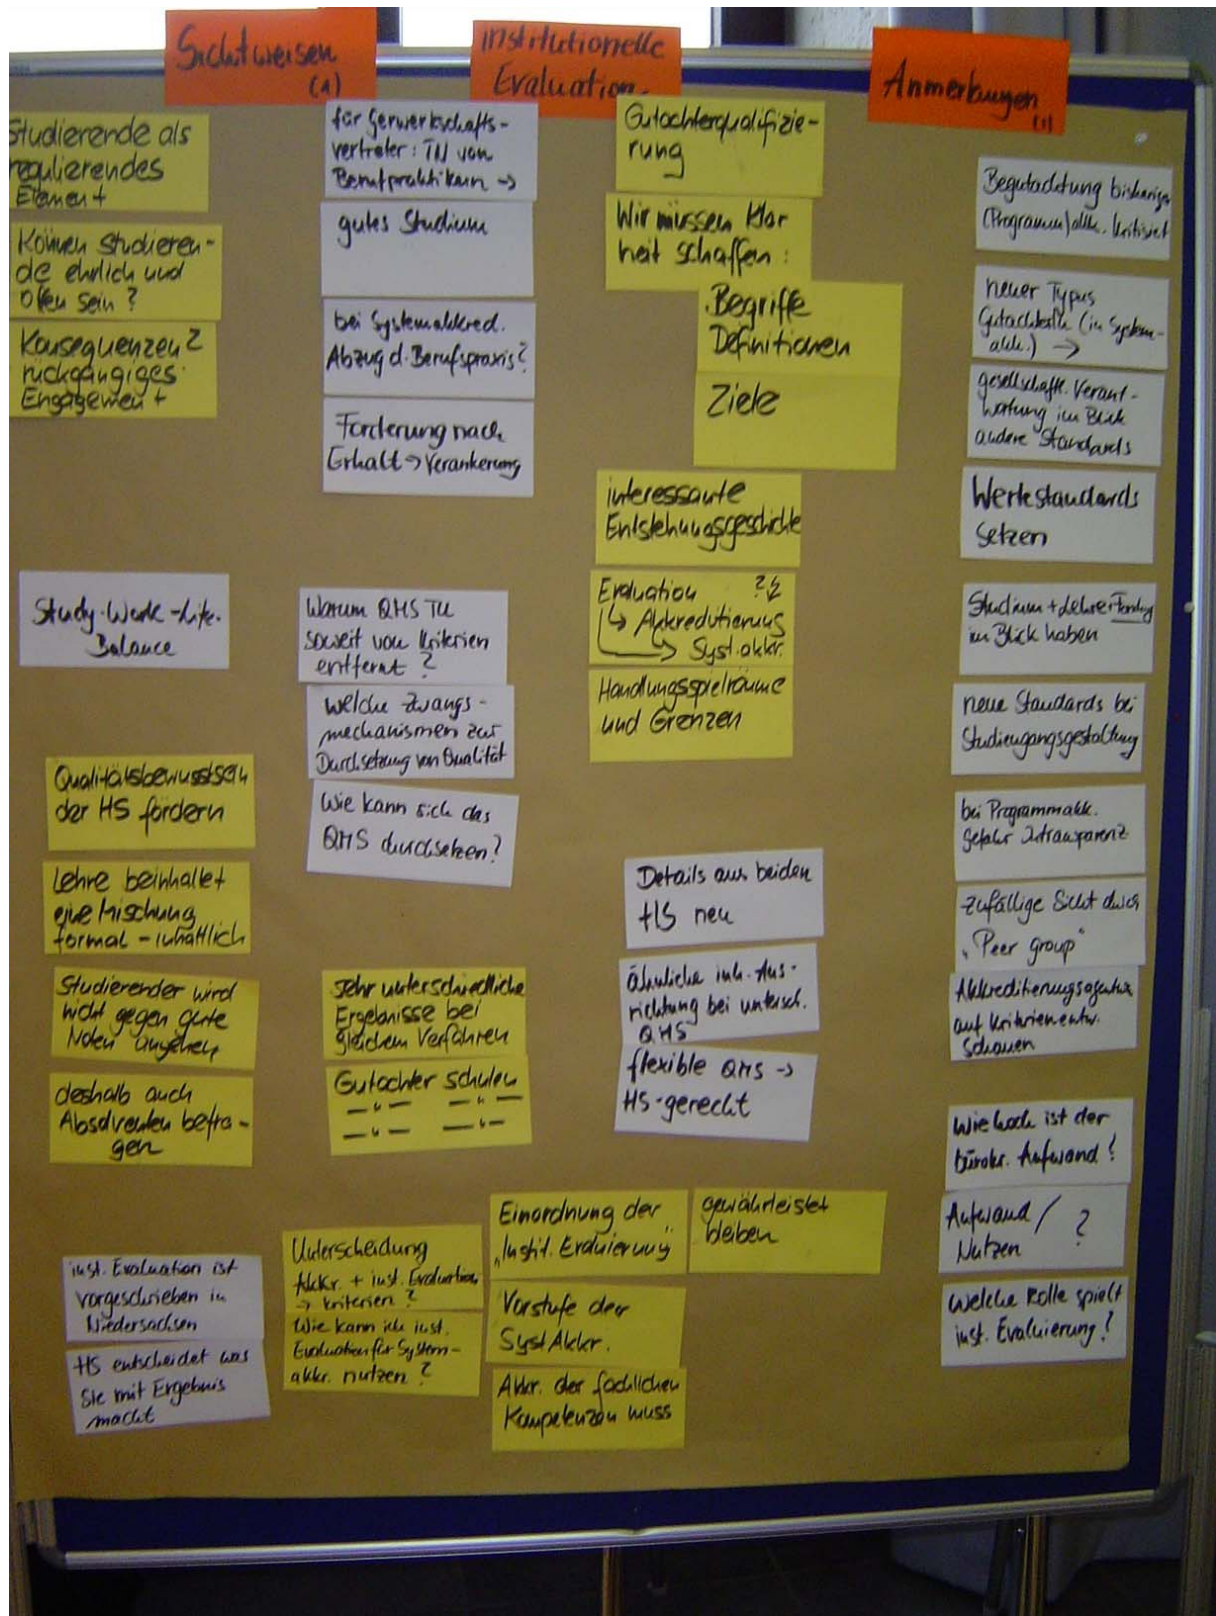 Sichtweisen
(1)
institutionelle
Evaluation.
Anmerkungen
(1)
Studierende als
regulierendes
Element
Können Studieren-
de ehrlich und
offen sein?
Konsequenzen?
rückgängiges
Engagement
Study-Work-Life-
Balance
Qualitätsbewusstsein
der HS fördern
Lehre beinhaltet
eine Mischung
formal - inhaltlich
Studierender wird
nicht gegen gute
Noten angehen
deshalb auch
Absolventen befra-
gen
inst. Evaluation ist
vorgeschrieben in
Niedersachsen
HS entscheidet was
sie mit Ergebnis
macht
für Gerwerkschafts-
vertreter: TN von
Berufpraktikern →
gutes Studium
bei Systemakkred.
Abzug d. Berufspraxis?
Forderung nach
Erhalt → Verankerung
Warum QMS TU
soweit von Kriterien
entfernt?
welche Zwangs-
mechanismen zur
Durchsetzung von Qualität
Wie kann sich das
QMS durchsetzen?
Sehr unterschiedliche
Ergebnisse bei
gleichem Verfahren
Gutachter schulen
— " — — " —
— " — — " —
Unterscheidung
Akkr. + inst. Evaluation
→ kriterien?
Wie kann ich inst.
Evaluation für System-
akkr. nutzen?
Gutachterqualifizie-
rung
Wir müssen Klar
heit schaffen:
Begriffe
Definitionen
Ziele
interessante
Entstehungsgeschichte
Evaluation ?
↳ Akkreditierung
→ Syst.akkr.
Handlungsspielräume
und Grenzen
Details aus beiden
HS neu
ähnliche inh. Aus-
richtung bei untersch.
QMS
flexible QMS →
HS-gerecht
Einordnung der
"Instit. Evaluierung"
Vorstufe der
SystAkkr.
Akkr. der fachlichen
Kompetenzen muss
gewährleistet
bleiben
Begutachtung bisherige
(Programm)akk. kritisiert
neuer Typus
Gutachter (in System-
akk.) →
gesellschaftl. Verant-
wortung im Blick
andere Standards
Wertestandards
setzen
Studium + Lehre + Forschg
im Blick haben
neue Standards bei
Studiengangsgestaltung
bei Programmakk.
Gefahr Intransparenz
zufällige Sicht durch
"Peer group"
Akkreditierungsagentur
auf Kriterienentw.
schauen
Wie hoch ist der
bürokr. Aufwand?
Aufwand / ?
Nutzen
Welche Rolle spielt
inst. Evaluierung?